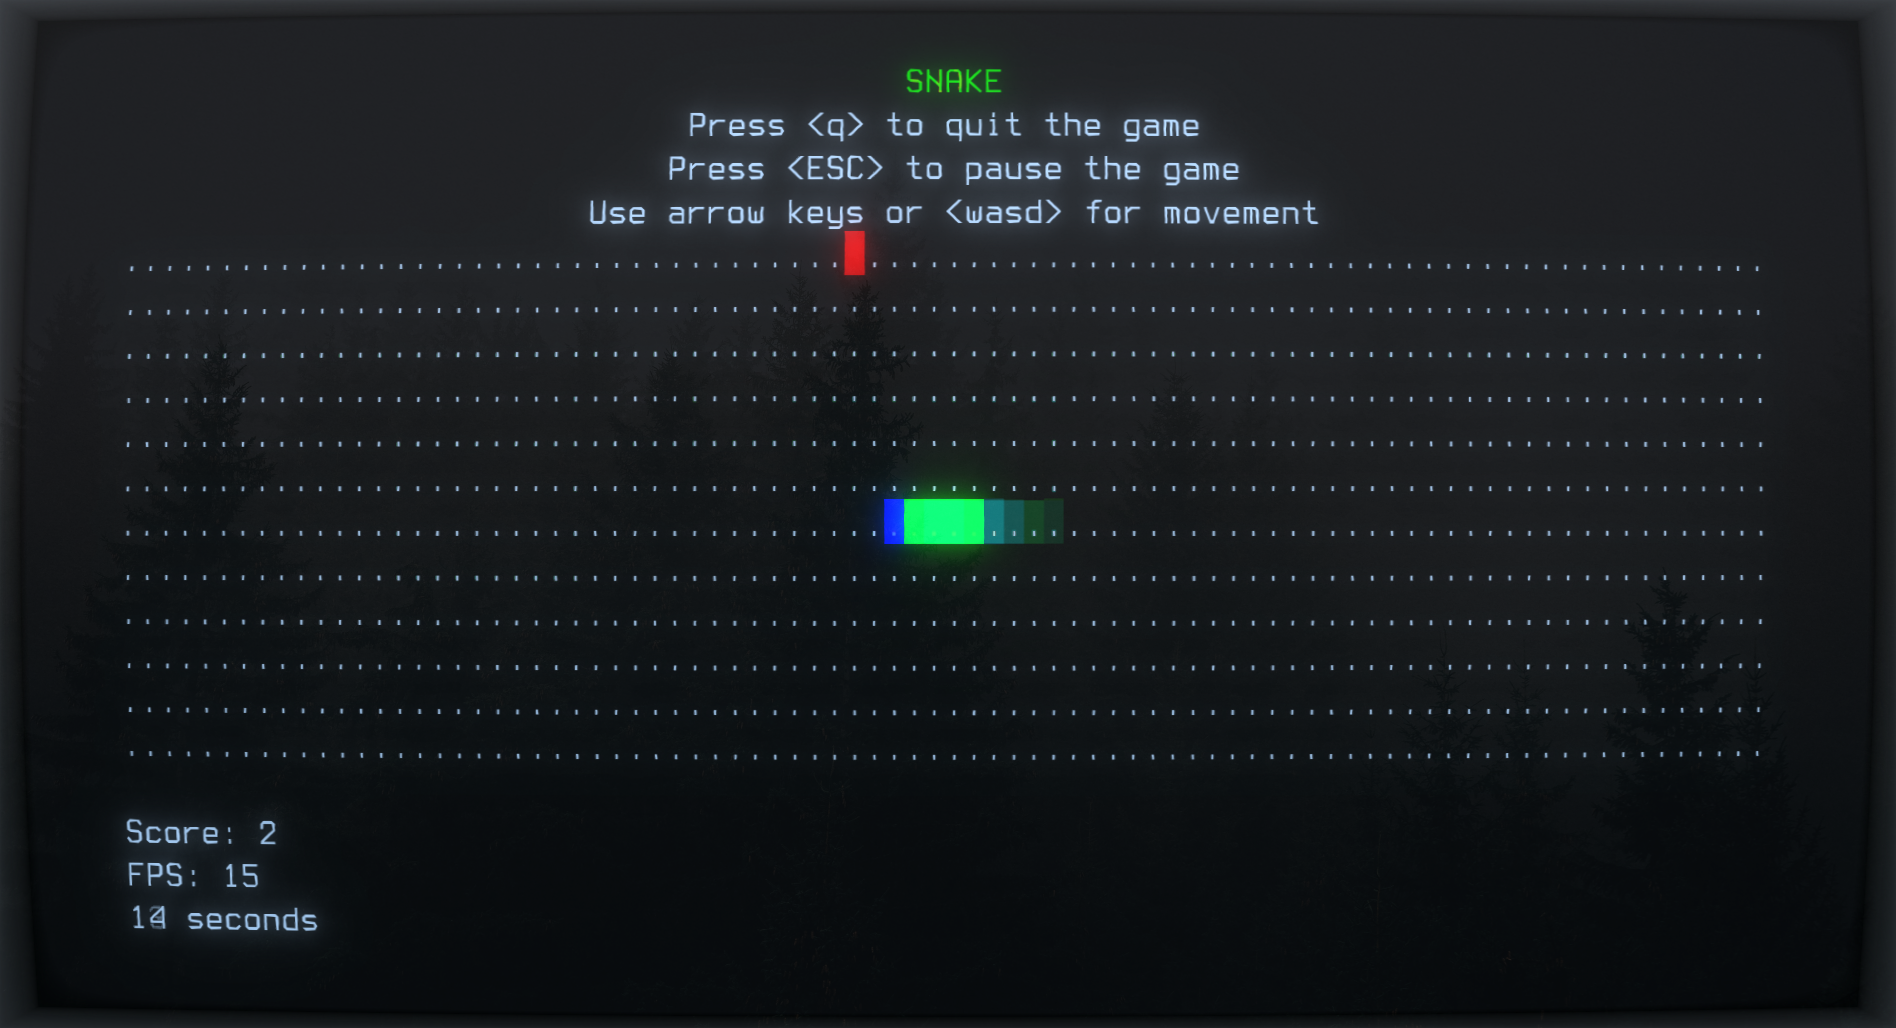 SNAKE
Press <q> to quit the game
Press <ESC> to pause the game
Use arrow keys or <wasd> for movement
Score: 2
FPS: 15
14 seconds